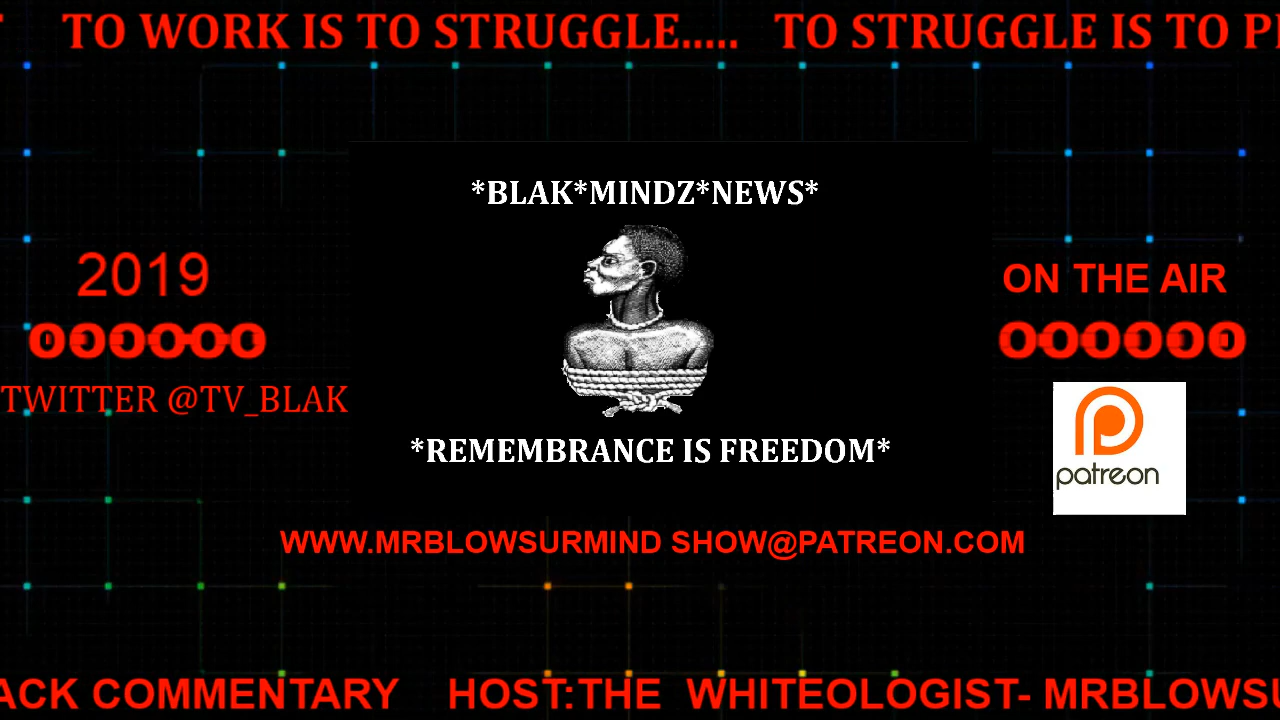 TO WORK IS TO STRUGGLE..... TO STRUGGLE IS TO
*BLAK*MINDZ*NEWS*
2019
ON THE AIR
TWITTER @TV_BLAK
patreon
*REMEMBRANCE IS FREEDOM*
WWW.MRBLOWSURMIND SHOW@PATREON.COM
ACK COMMENTARY HOST:THE WHITEOLOGIST- MRBLOWSU